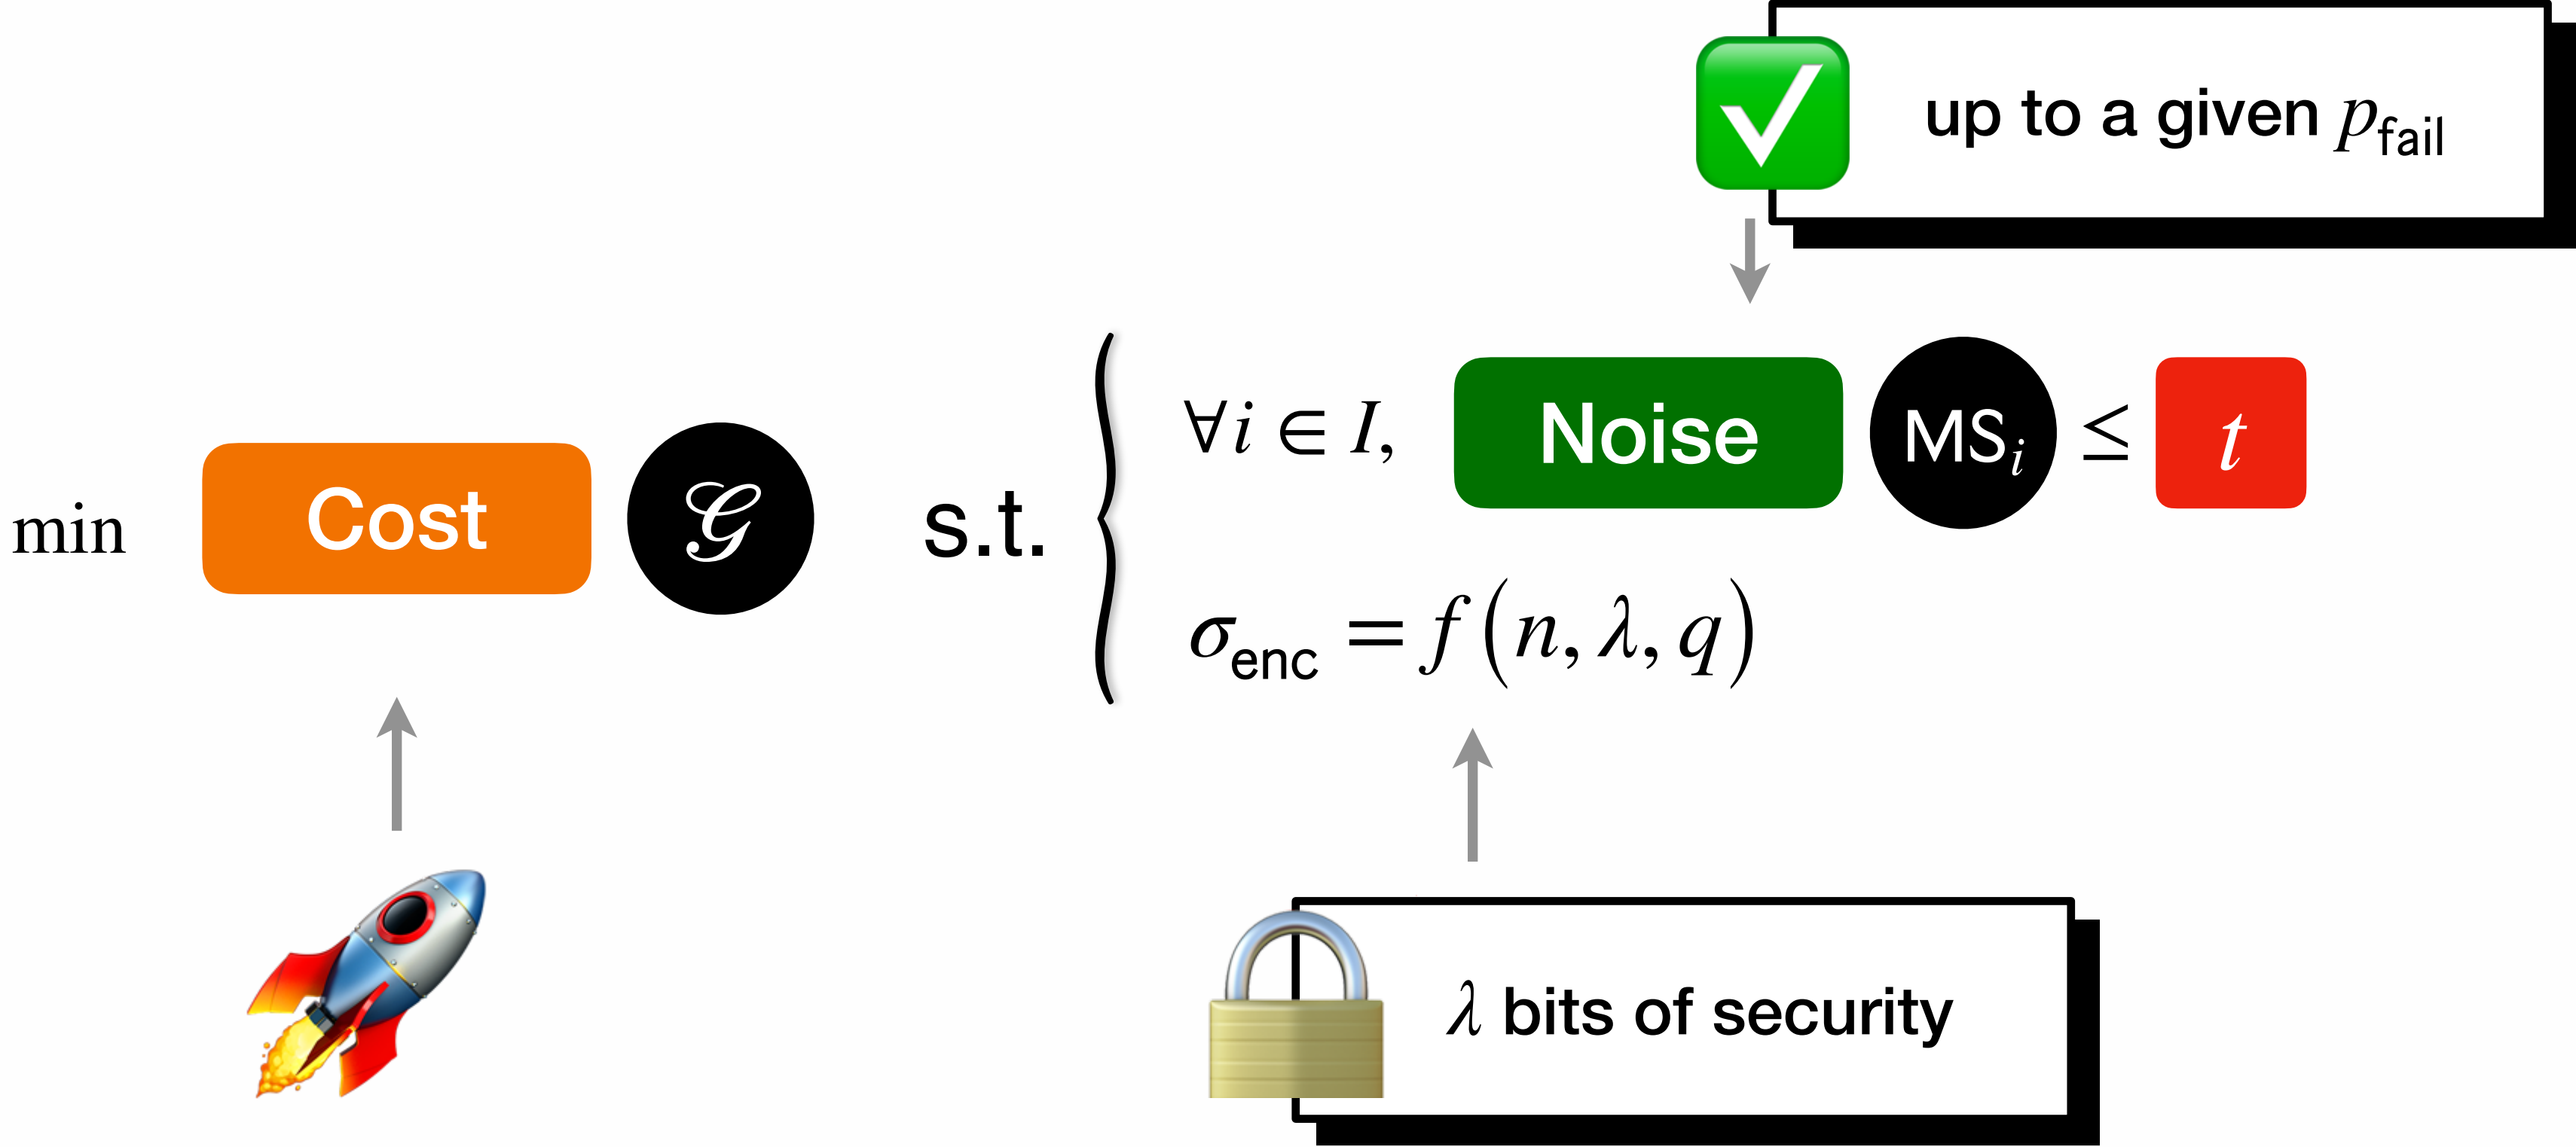 up to a given p_fail
min Cost 𝒢 s.t.
∀i ∈ I, Noise MS_i ≤ t
σ_enc = f(n, λ, q)
λ bits of security